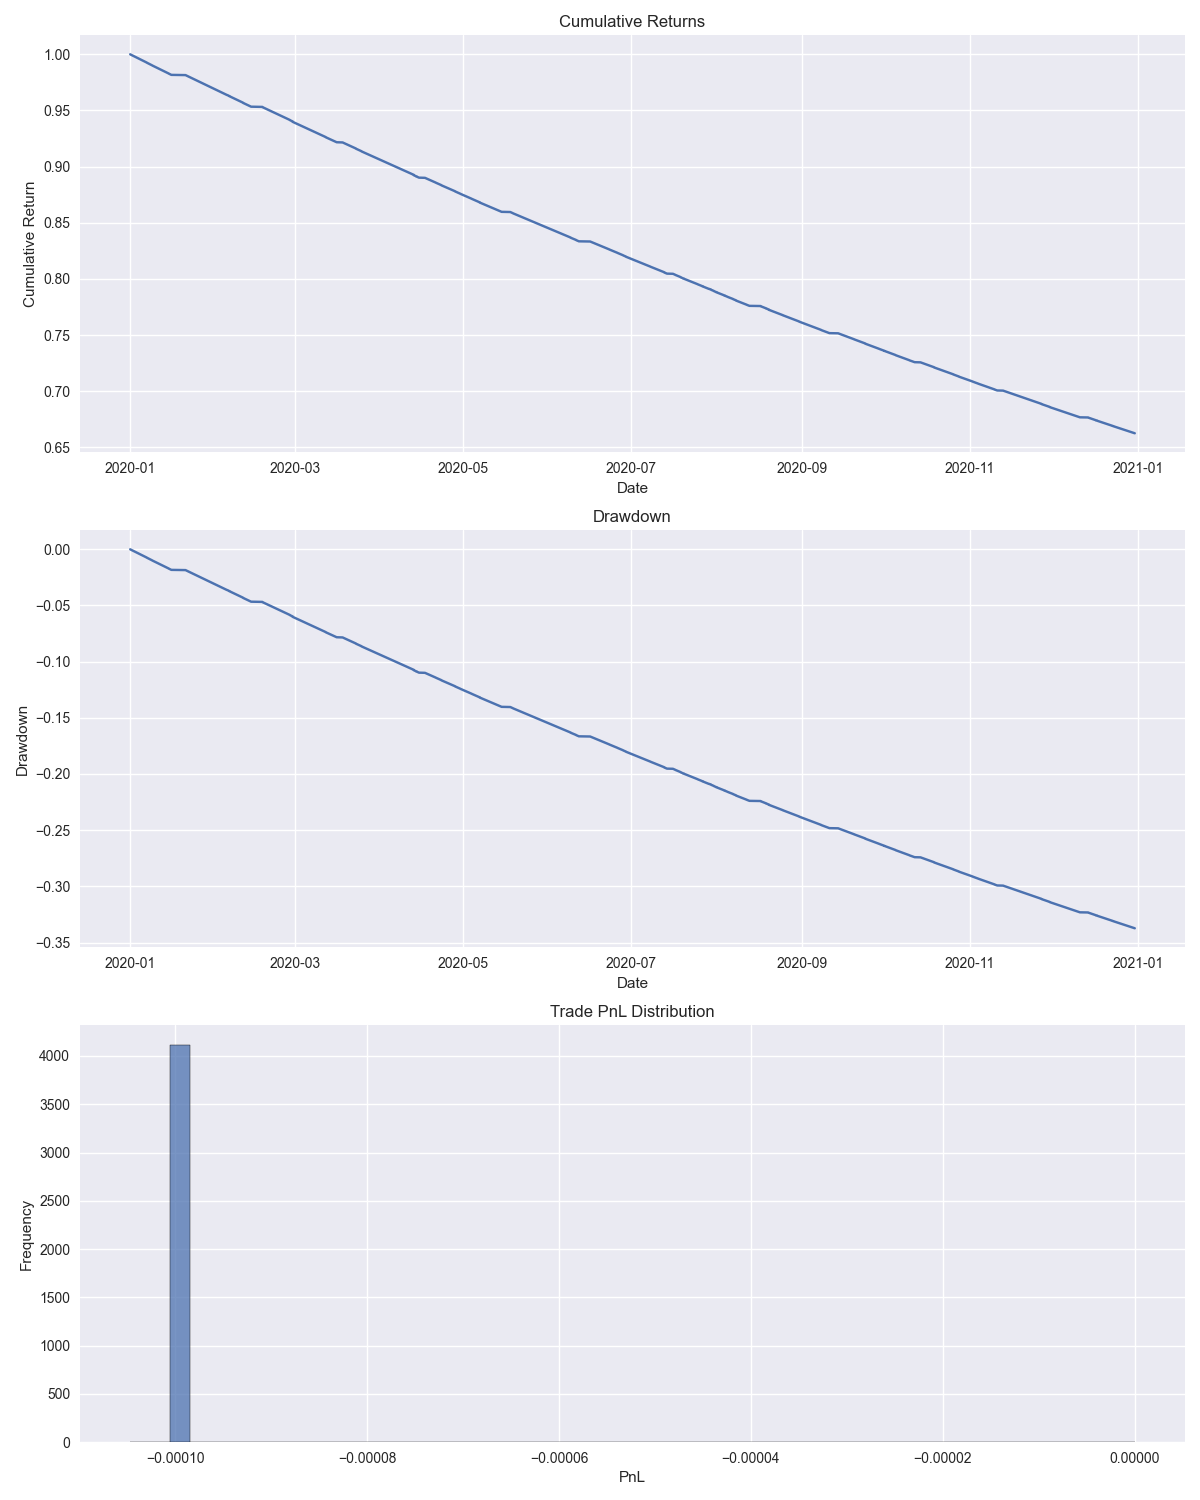 Cumulative Returns
Cumulative Return
1.00
0.95
0.90
0.85
0.80
0.75
0.70
0.65
2020-01 2020-03 2020-05 2020-07 2020-09 2020-11 2021-01
Date
Drawdown
Drawdown
0.00
−0.05
−0.10
−0.15
−0.20
−0.25
−0.30
−0.35
2020-01 2020-03 2020-05 2020-07 2020-09 2020-11 2021-01
Date
Trade PnL Distribution
Frequency
4000
3500
3000
2500
2000
1500
1000
500
0
−0.00010 −0.00008 −0.00006 −0.00004 −0.00002 0.00000
PnL